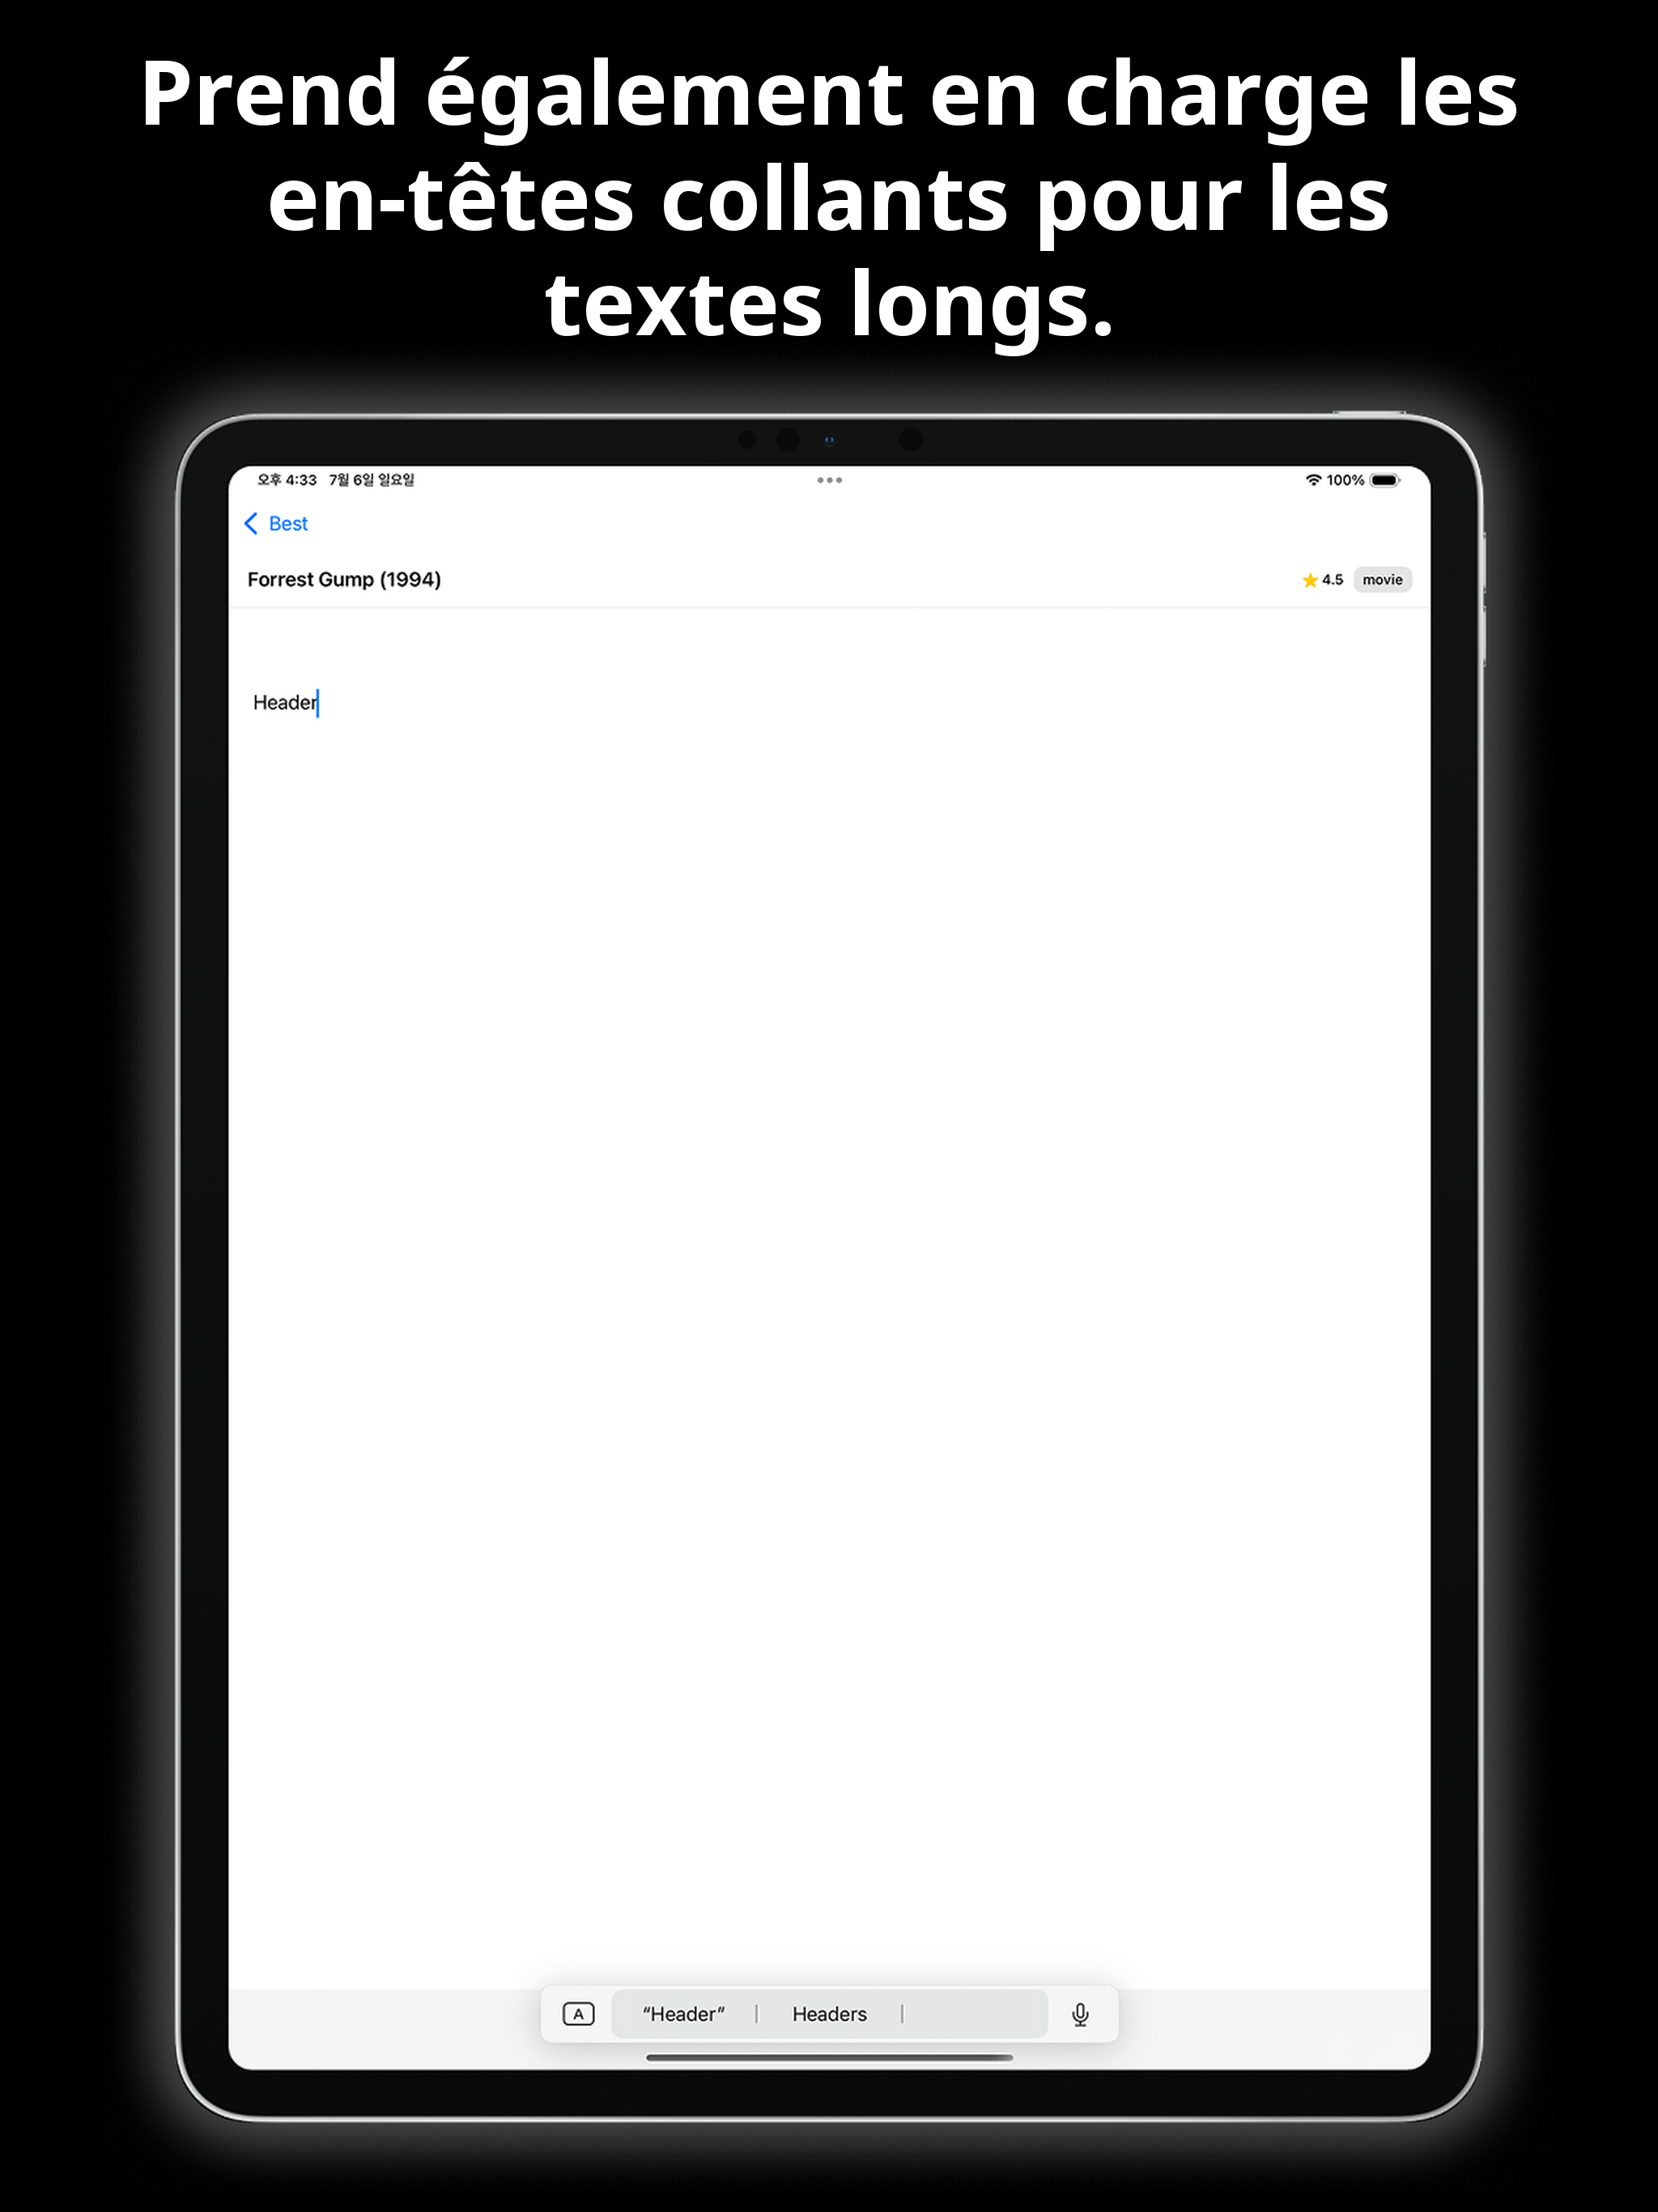 Prend également en charge les
en-têtes collants pour les
textes longs.
오후 4:33 7월 6일 일요일
100%
Best
Forrest Gump (1994)
4.5 movie
Header
A “Header” Headers